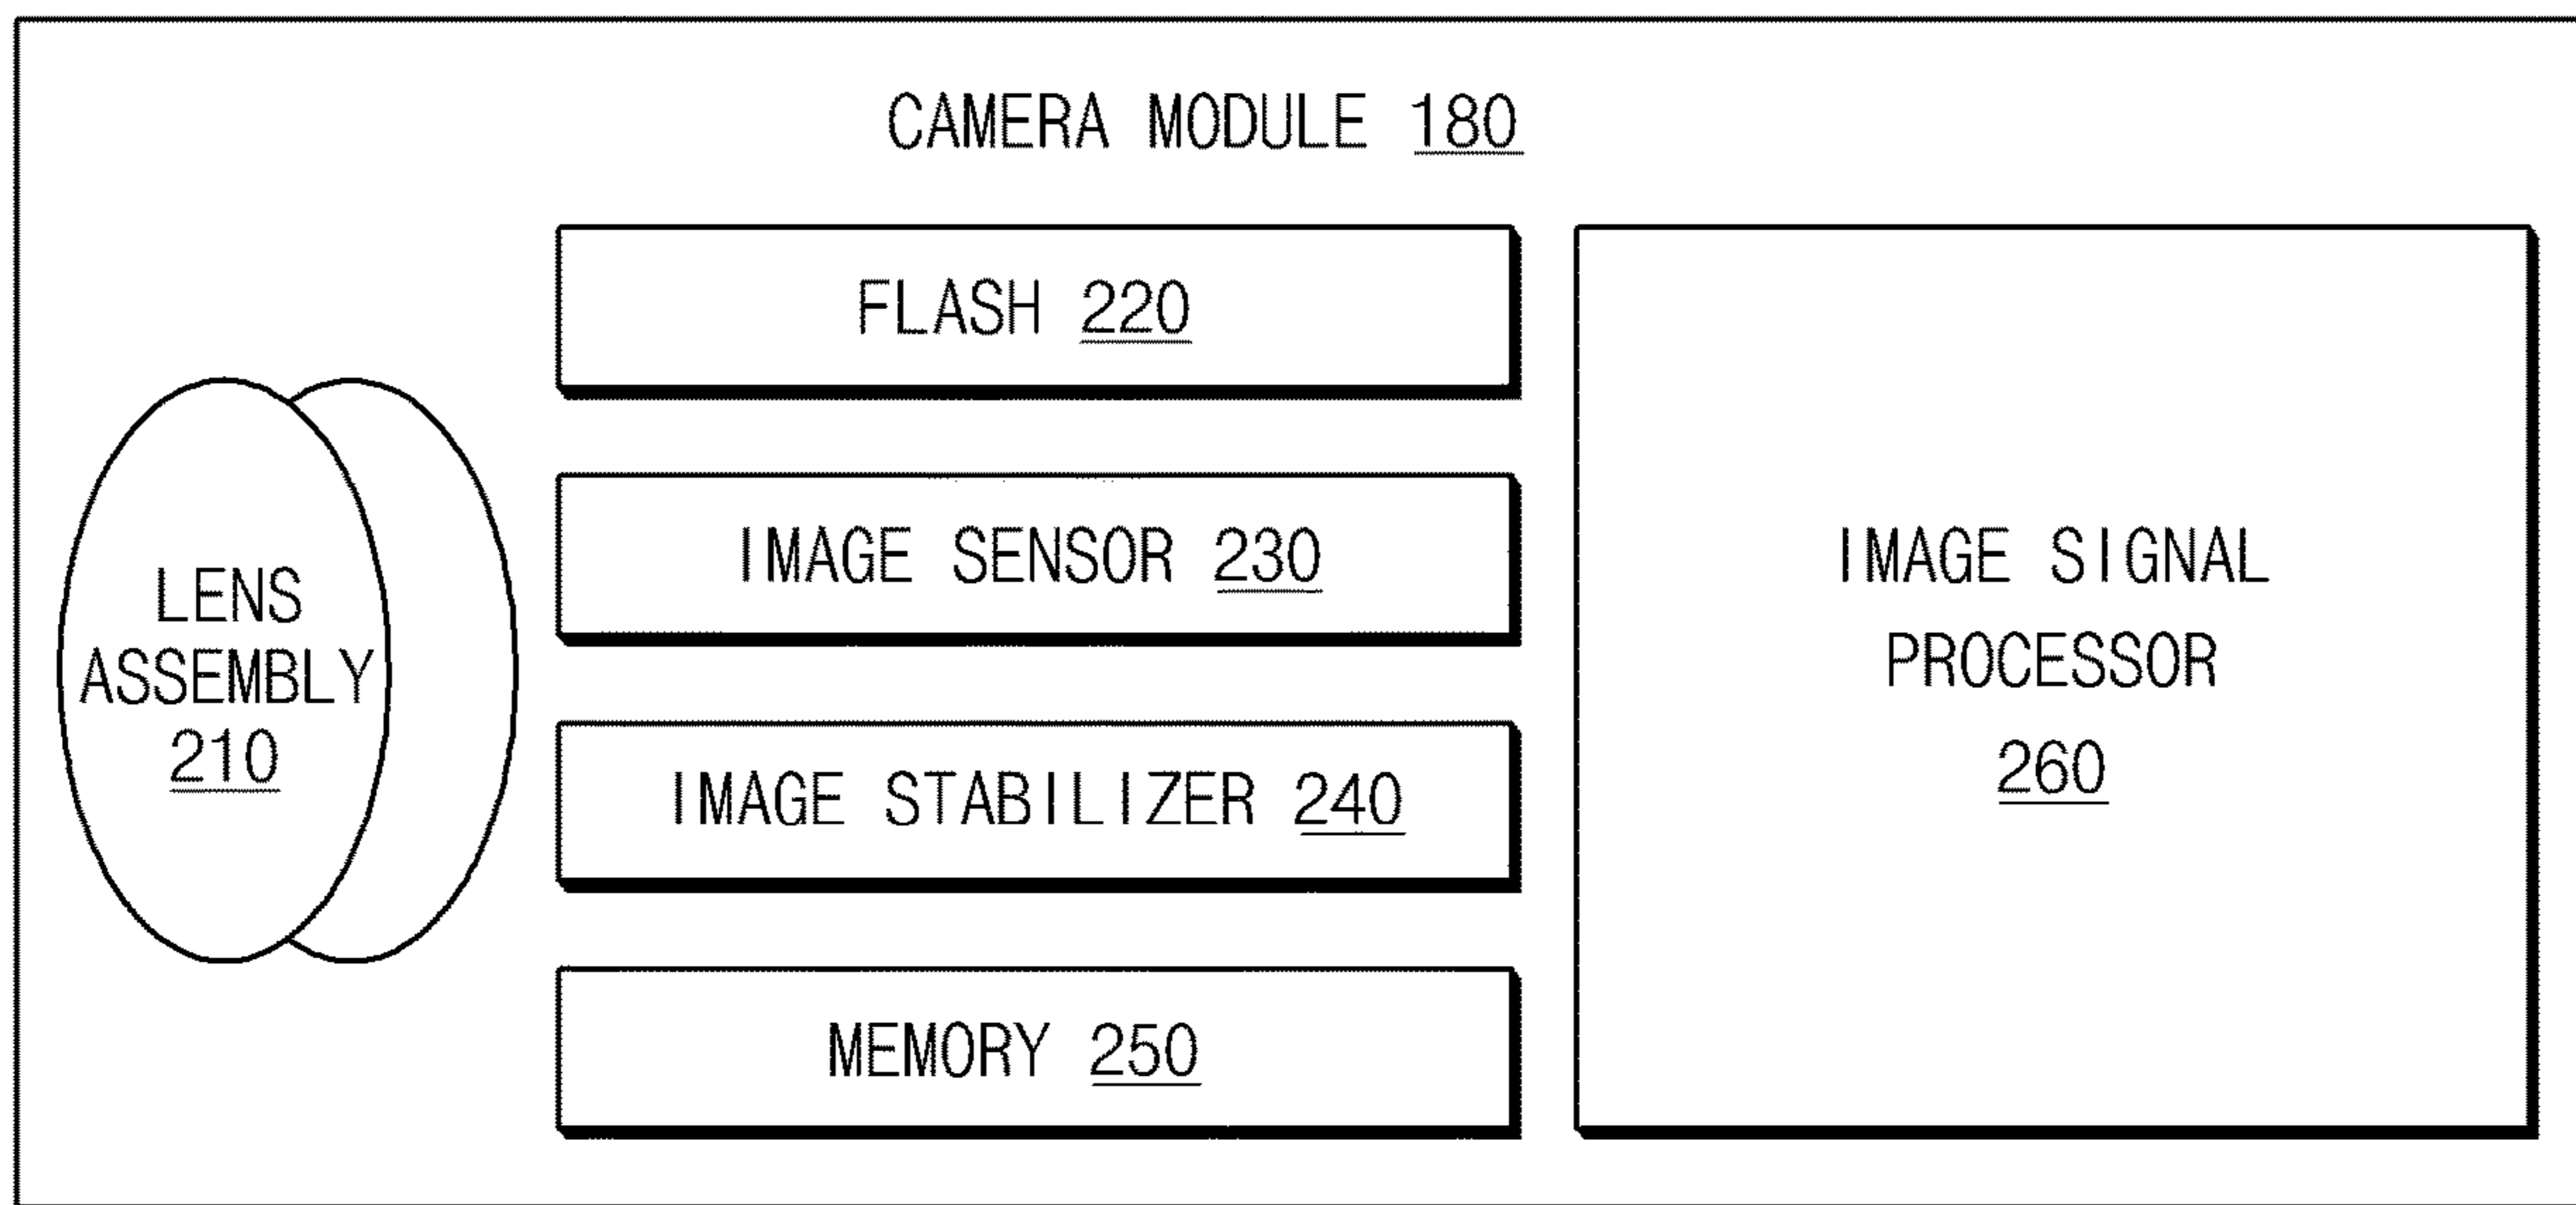 CAMERA MODULE 180
LENS
ASSEMBLY
210
FLASH 220
IMAGE SENSOR 230
IMAGE STABILIZER 240
MEMORY 250
IMAGE SIGNAL
PROCESSOR
260